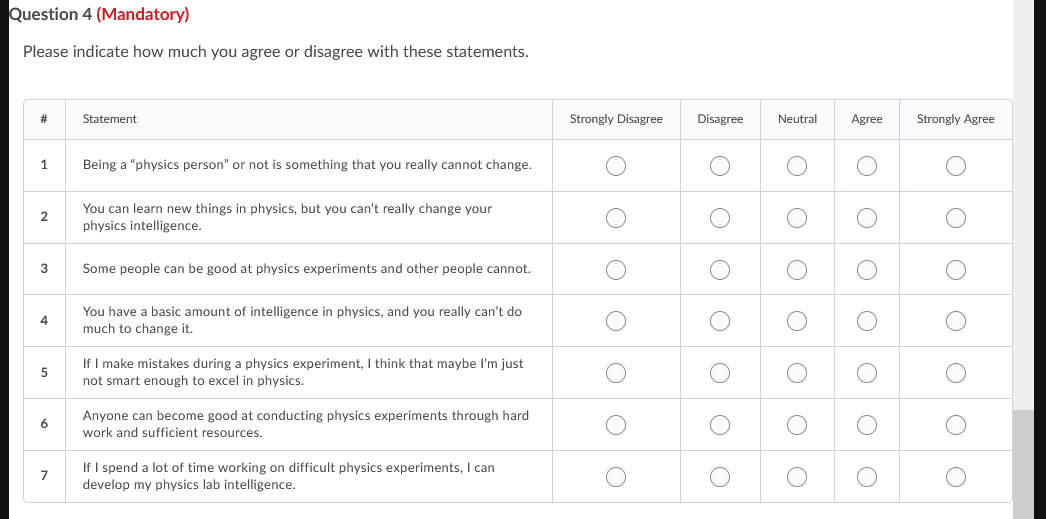 Question 4 (Mandatory)
Please indicate how much you agree or disagree with these statements.
# Statement Strongly Disagree Disagree Neutral Agree Strongly Agree
1 Being a “physics person” or not is something that you really cannot change.
2 You can learn new things in physics, but you can’t really change your
physics intelligence.
3 Some people can be good at physics experiments and other people cannot.
4 You have a basic amount of intelligence in physics, and you really can’t do
much to change it.
5 If I make mistakes during a physics experiment, I think that maybe I’m just
not smart enough to excel in physics.
6 Anyone can become good at conducting physics experiments through hard
work and sufficient resources.
7 If I spend a lot of time working on difficult physics experiments, I can
develop my physics lab intelligence.